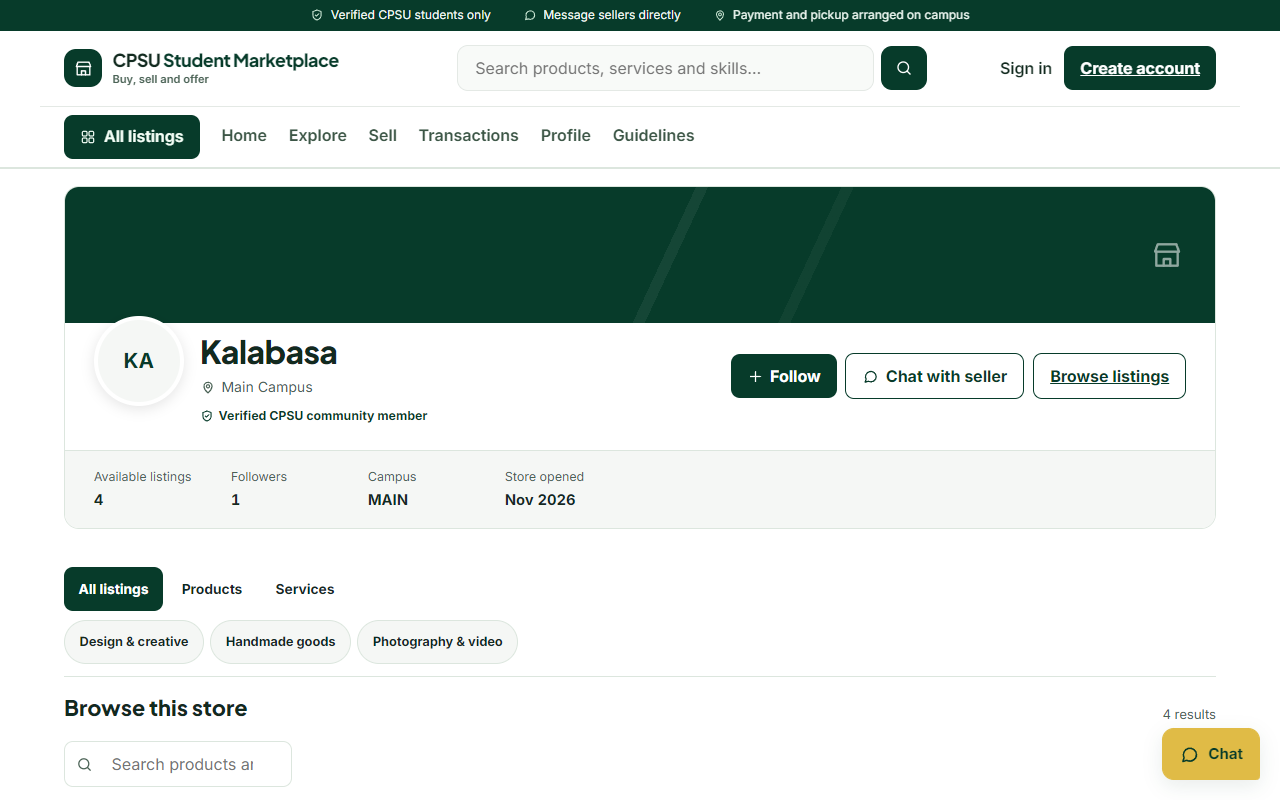 Verified CPSU students only
Message sellers directly
Payment and pickup arranged on campus
CPSU Student Marketplace
Buy, sell and offer
Search products, services and skills...
Sign in
Create account
All listings
Home
Explore
Sell
Transactions
Profile
Guidelines
KA
Kalabasa
Main Campus
Verified CPSU community member
Follow
Chat with seller
Browse listings
Available listings
4
Followers
1
Campus
MAIN
Store opened
Nov 2026
All listings
Products
Services
Design & creative
Handmade goods
Photography & video
Browse this store
4 results
Search products ar
Chat